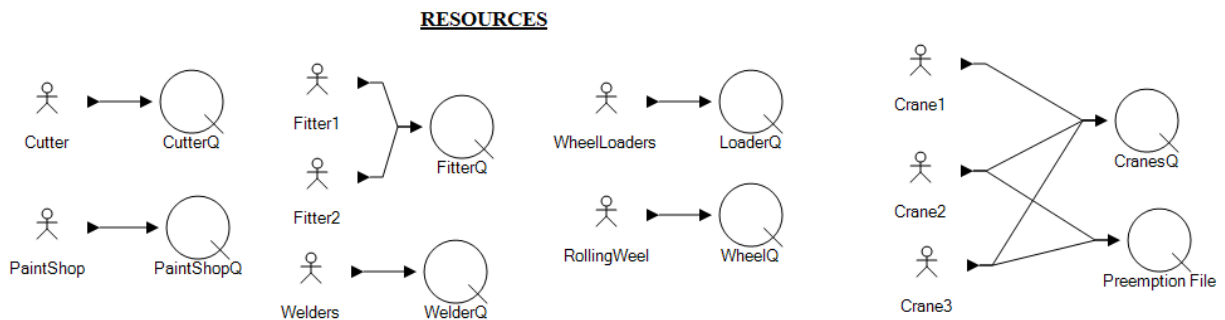 RESOURCES
Cutter
CutterQ
Fitter1
Fitter2
FitterQ
WheelLoaders
LoaderQ
Crane1
Crane2
Crane3
CranesQ
PaintShop
PaintShopQ
Welders
WelderQ
RollingWeel
WheelQ
Preemption File